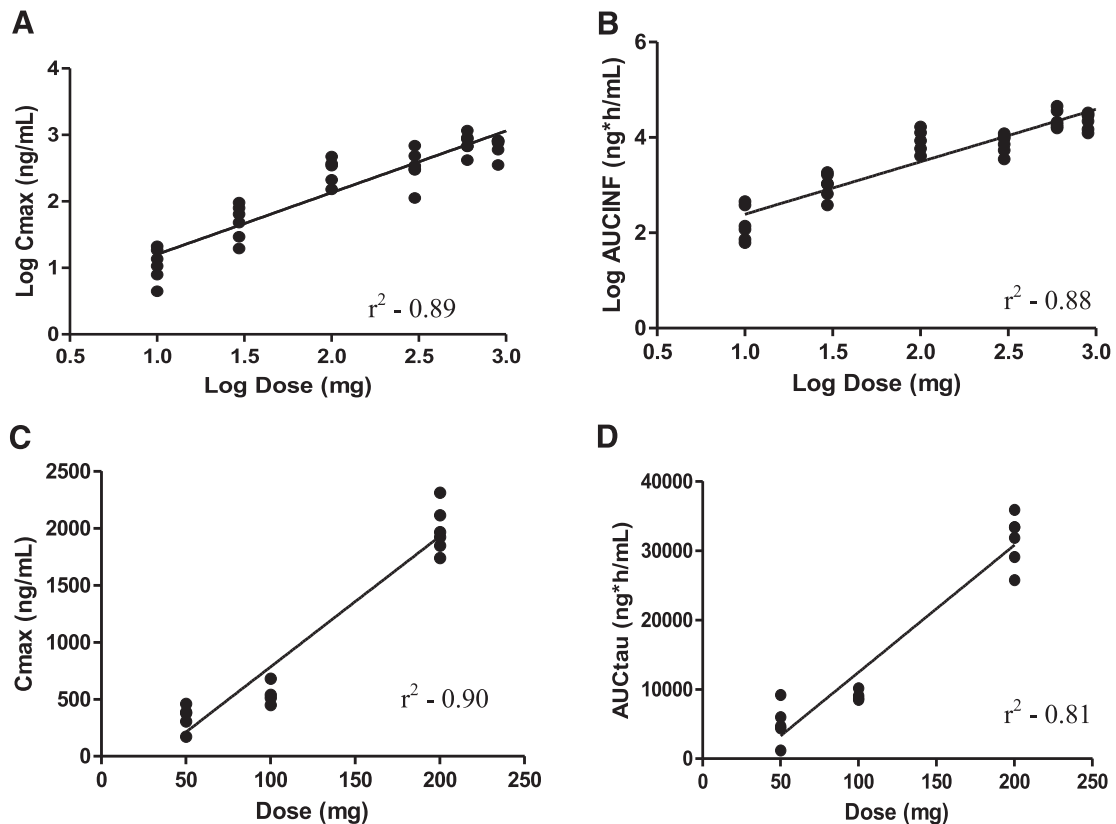 A
Log Cmax (ng/mL)
4
3
2
1
0
r² - 0.89
0.5 1.0 1.5 2.0 2.5 3.0
Log Dose (mg)
B
Log AUCINF (ng*h/mL)
6
4
2
0
r² - 0.88
0.5 1.0 1.5 2.0 2.5 3.0
Log Dose (mg)
C
Cmax (ng/mL)
2500
2000
1500
1000
500
0
r² - 0.90
0 50 100 150 200 250
Dose (mg)
D
AUCtau (ng*h/mL)
40000
30000
20000
10000
0
r² - 0.81
0 50 100 150 200 250
Dose (mg)